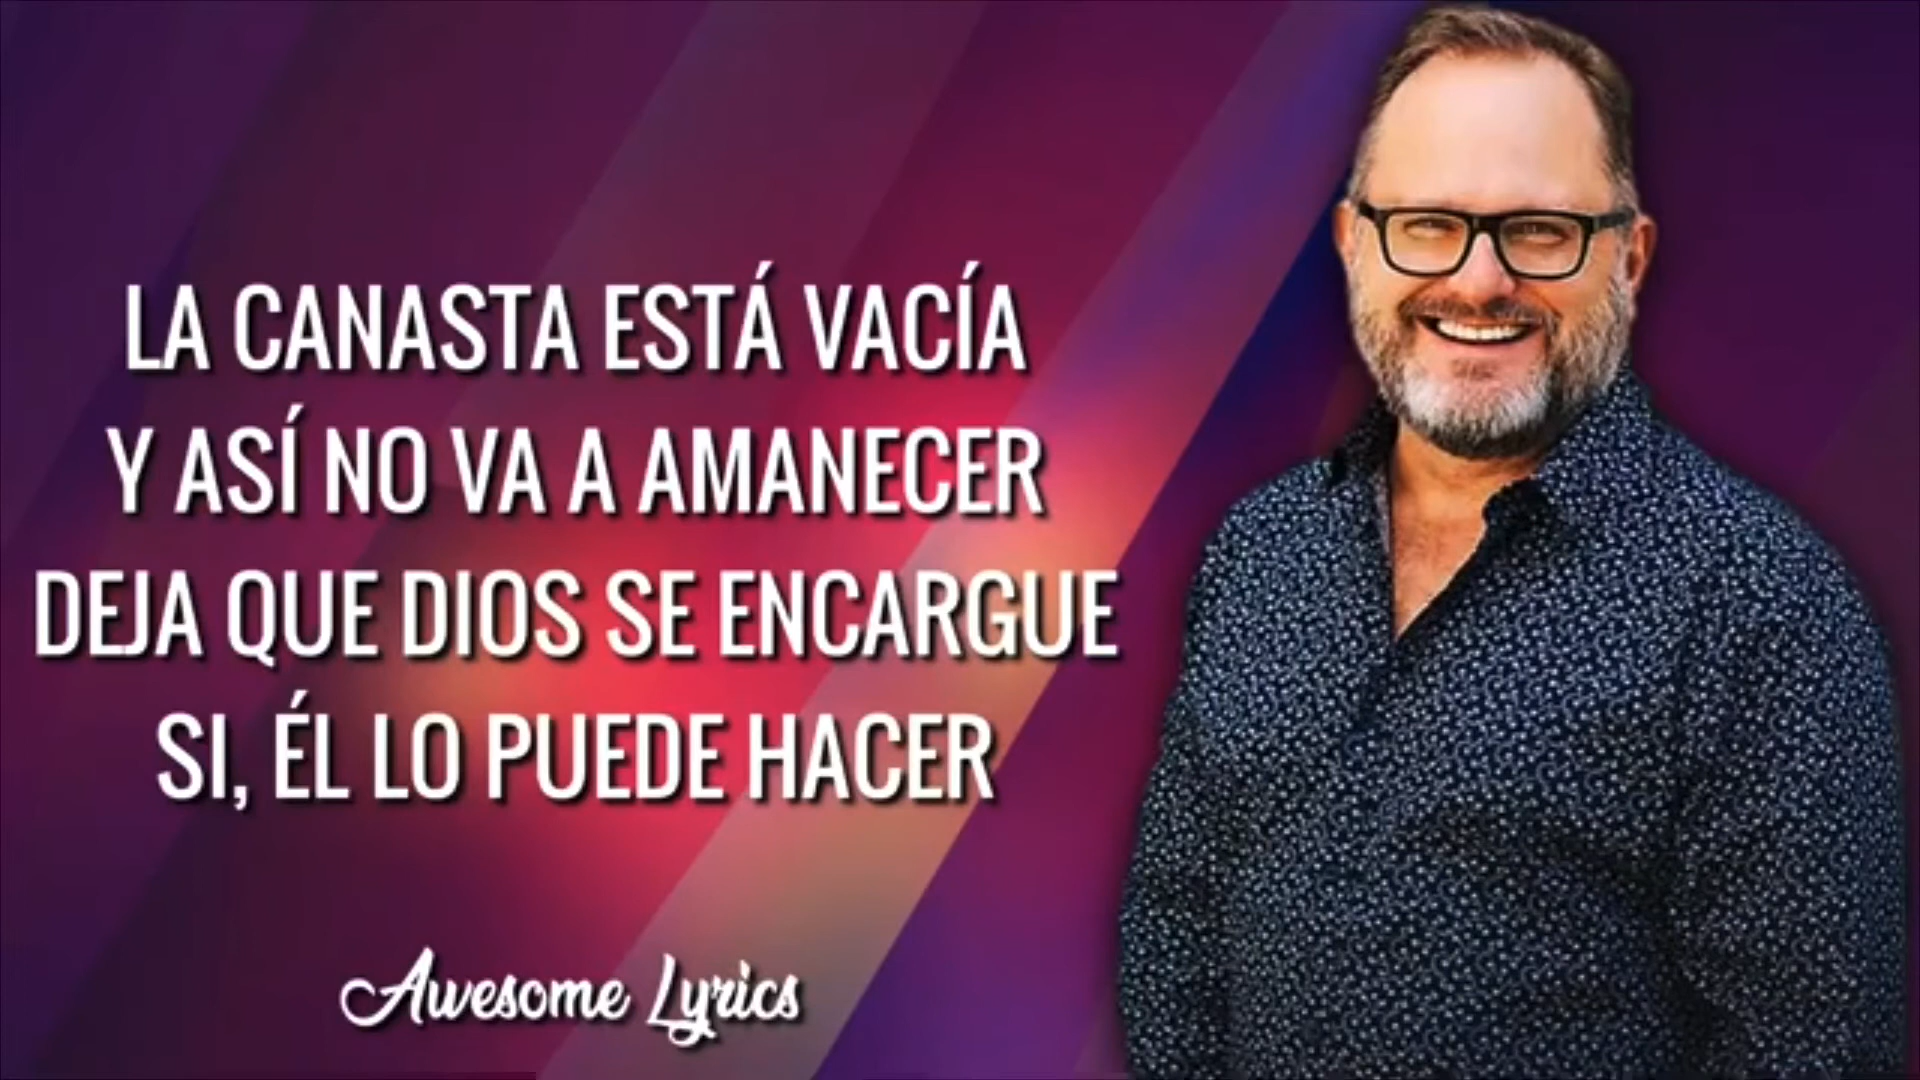 LA CANASTA ESTÁ VACÍA
Y ASÍ NO VA A AMANECER
DEJA QUE DIOS SE ENCARGUE
SI, ÉL LO PUEDE HACER
Awesome Lyrics